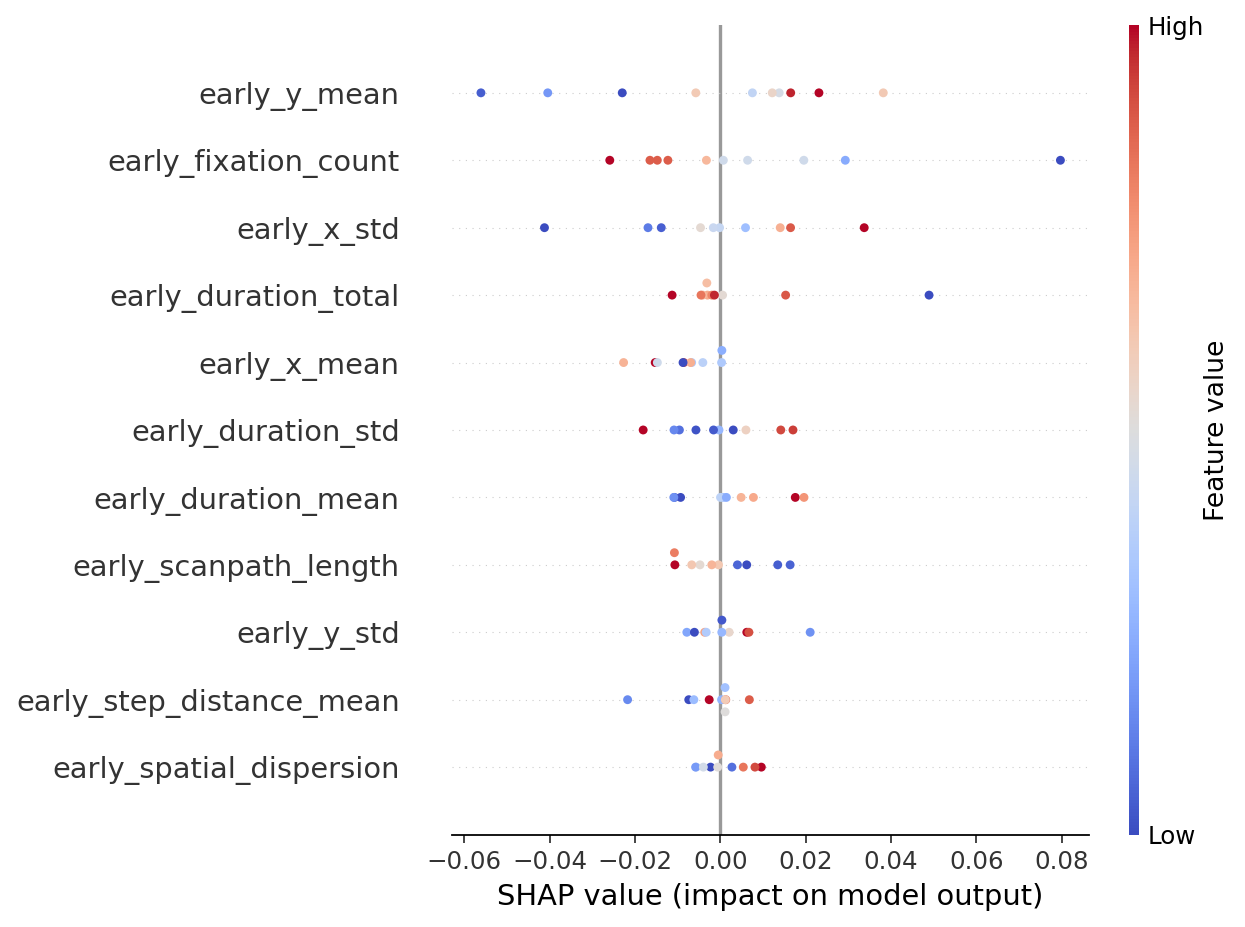 High
early_y_mean
early_fixation_count
early_x_std
early_duration_total
early_x_mean
early_duration_std
early_duration_mean
early_scanpath_length
early_y_std
early_step_distance_mean
early_spatial_dispersion
Feature value
Low
−0.06 −0.04 −0.02 0.00 0.02 0.04 0.06 0.08
SHAP value (impact on model output)